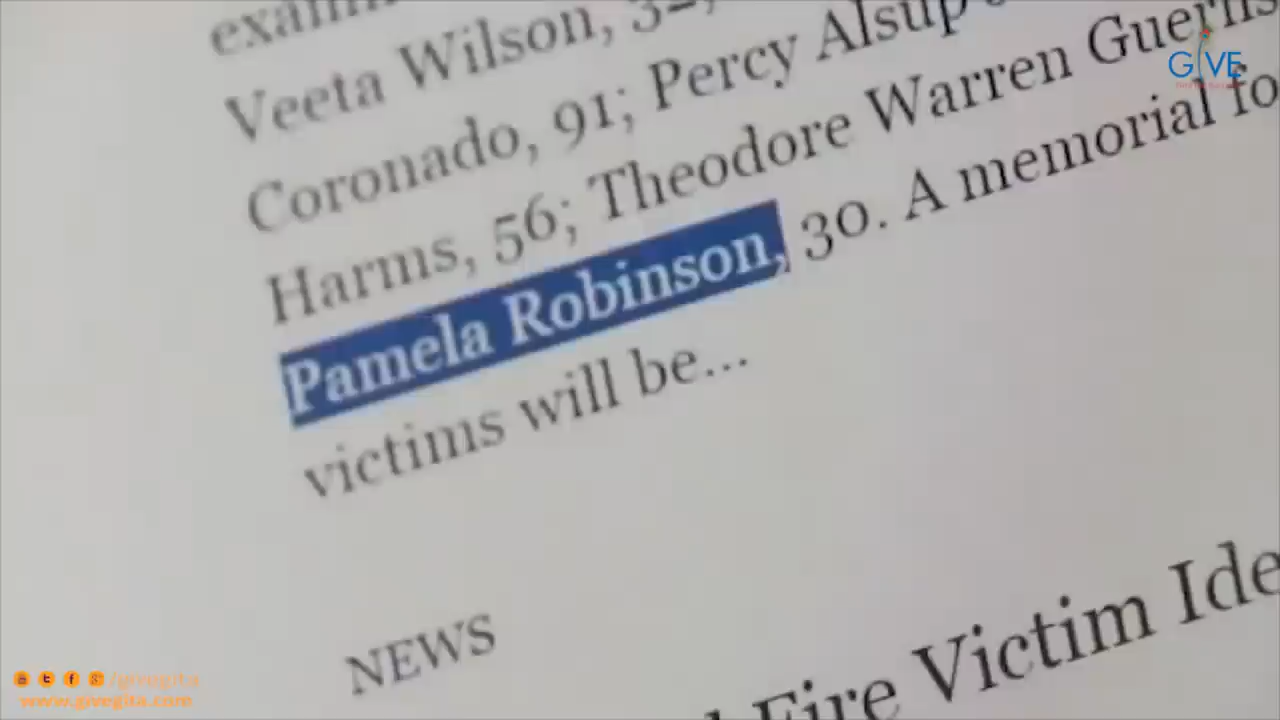 Veeta Wilson,
Coronado, 91; Percy Alsup
Harms, 56; Theodore Warren
Pamela Robinson, 30. A memorial fo
victims will be...
NEWS
Fire Victim Ide
GIVE
/givegita
www.givegita.com